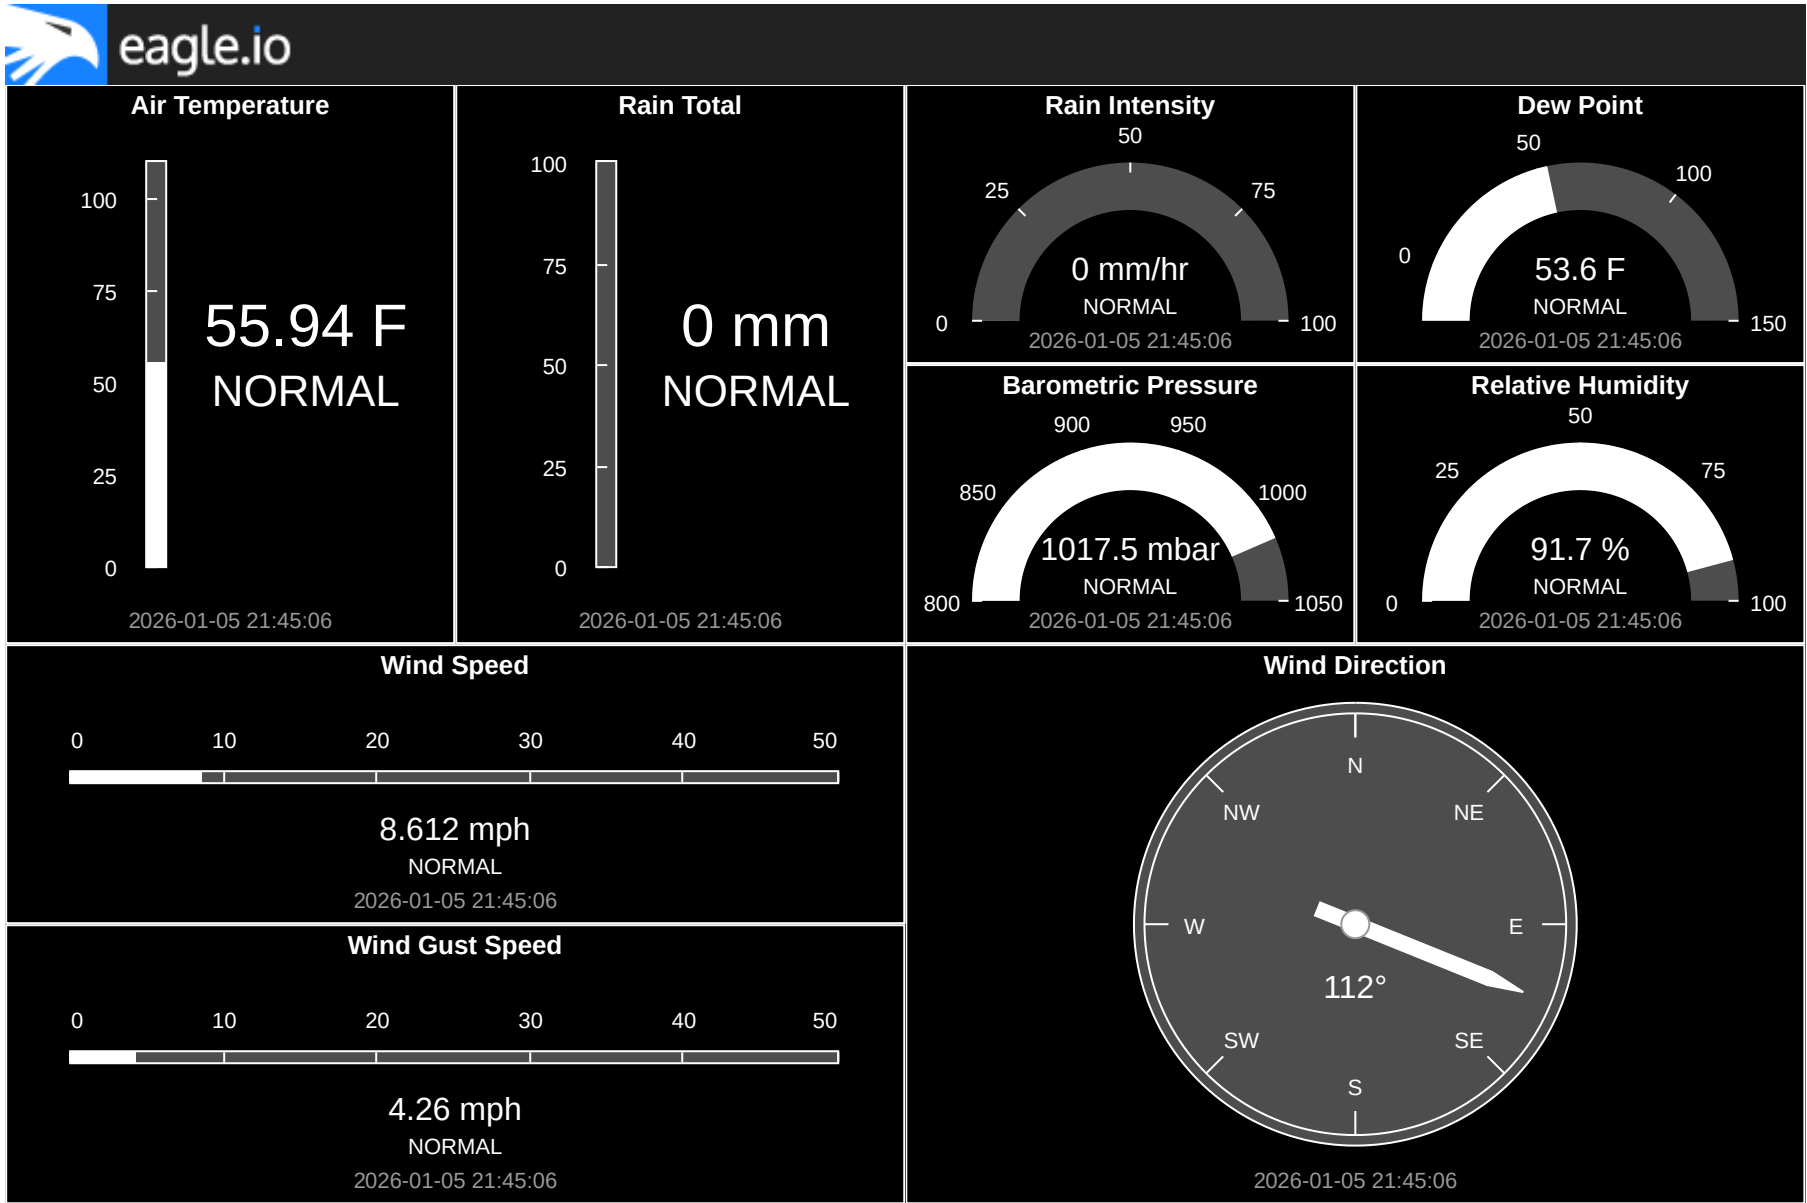 eagle.io
Air Temperature
100
75
50
25
0
55.94 F
NORMAL
2026-01-05 21:45:06
Rain Total
100
75
50
25
0
0 mm
NORMAL
2026-01-05 21:45:06
Rain Intensity
50
25
75
0
100
0 mm/hr
NORMAL
2026-01-05 21:45:06
Dew Point
50
100
0
150
53.6 F
NORMAL
2026-01-05 21:45:06
Barometric Pressure
900 950
850 1000
800 1050
1017.5 mbar
NORMAL
2026-01-05 21:45:06
Relative Humidity
50
25 75
0 100
91.7 %
NORMAL
2026-01-05 21:45:06
Wind Speed
0 10 20 30 40 50
8.612 mph
NORMAL
2026-01-05 21:45:06
Wind Gust Speed
0 10 20 30 40 50
4.26 mph
NORMAL
2026-01-05 21:45:06
Wind Direction
N
NW NE
W E
112°
SW SE
S
2026-01-05 21:45:06